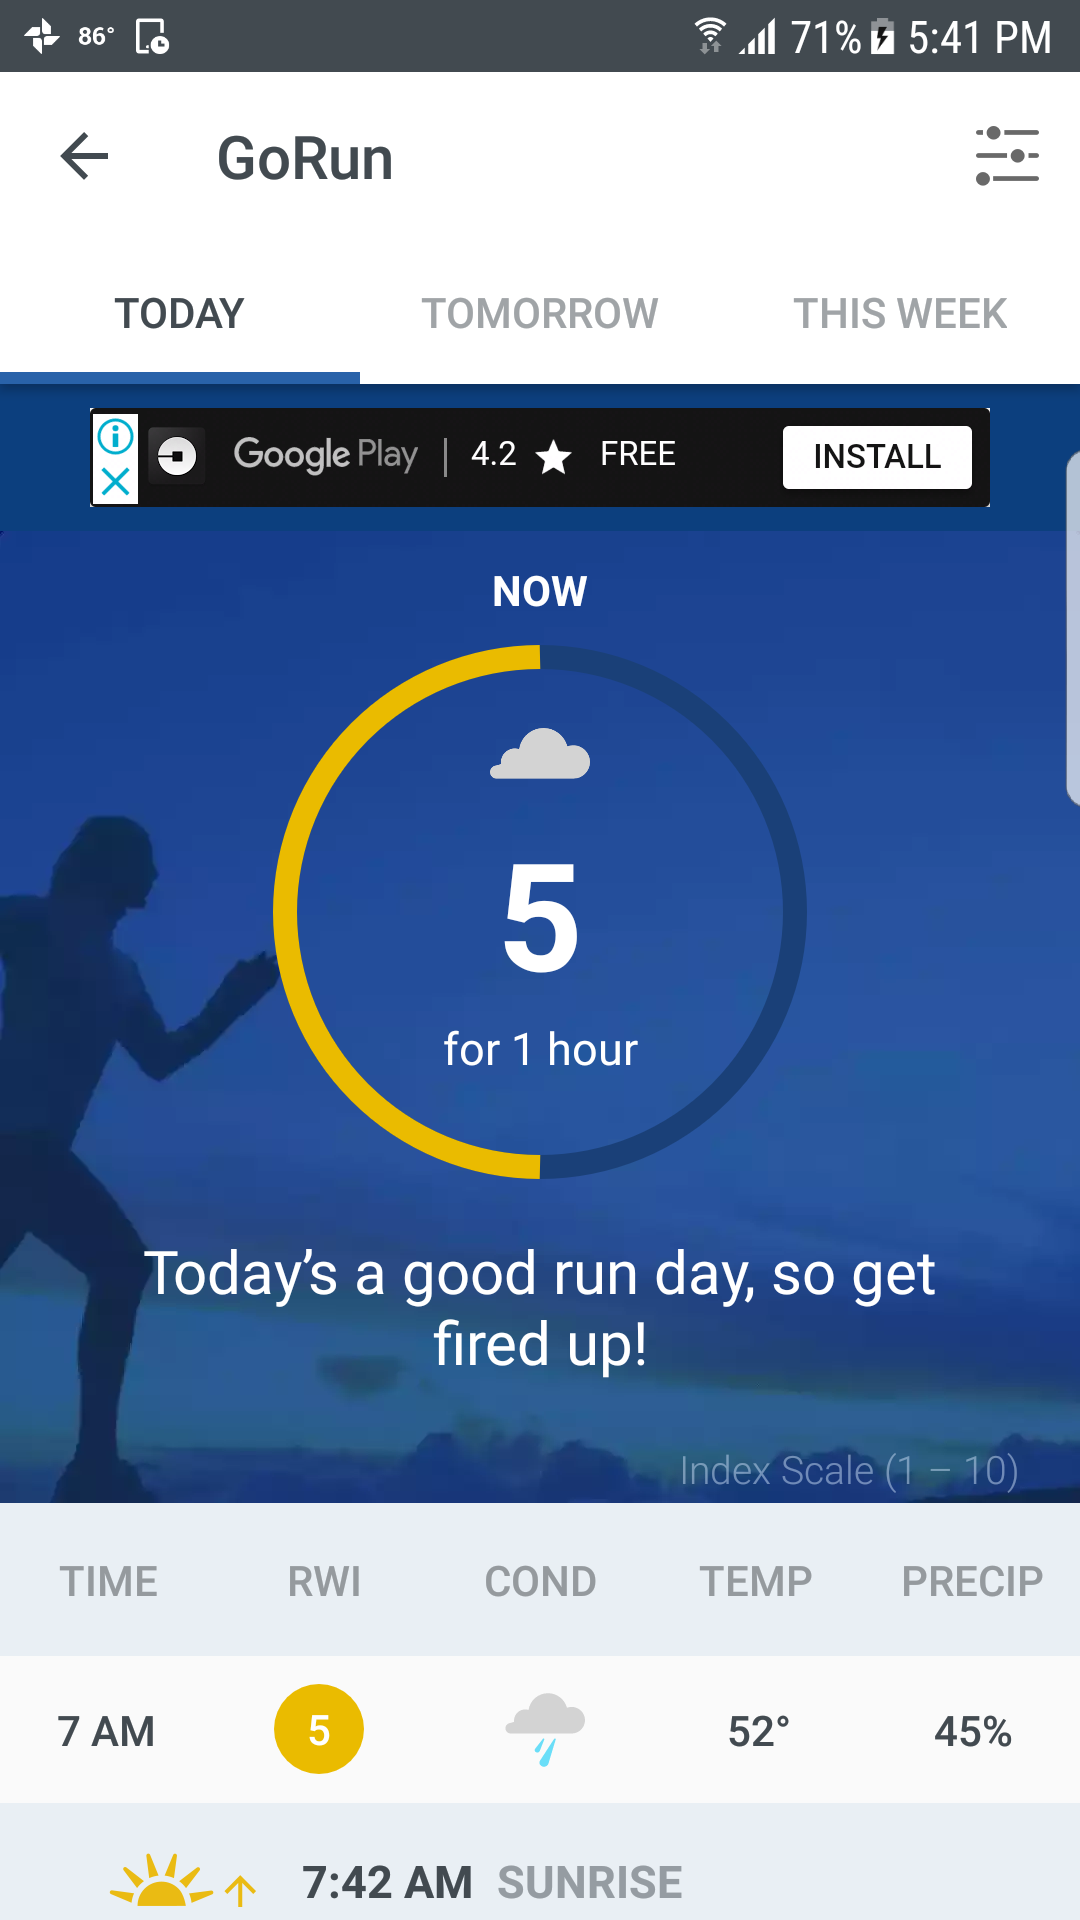 86°
71%
5:41 PM
GoRun
TODAY
TOMORROW
THIS WEEK
Google Play
4.2
FREE
INSTALL
NOW
5
for 1 hour
Today’s a good run day, so get
fired up!
Index Scale (1 – 10)
TIME
RWI
COND
TEMP
PRECIP
7 AM
5
52°
45%
7:42 AM SUNRISE